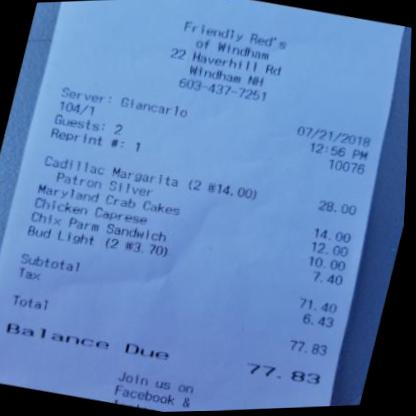 Friendly Red's
of Windham
22 Haverhill Rd
Windham NH
603-437-7251
Server: Giancarlo 07/21/2018
104/1 12:56 PM
Guests: 2 10076
Reprint #: 1
Cadillac Margarita (2 @14.00) 28.00
Patron Silver
Maryland Crab Cakes 14.00
Chicken Caprese 12.00
Chix Parm Sandwich 10.00
Bud Light (2 @3.70) 7.40
Subtotal 71.40
Tax 6.43
Total 77.83
Balance Due 77.83
Join us on
Facebook &